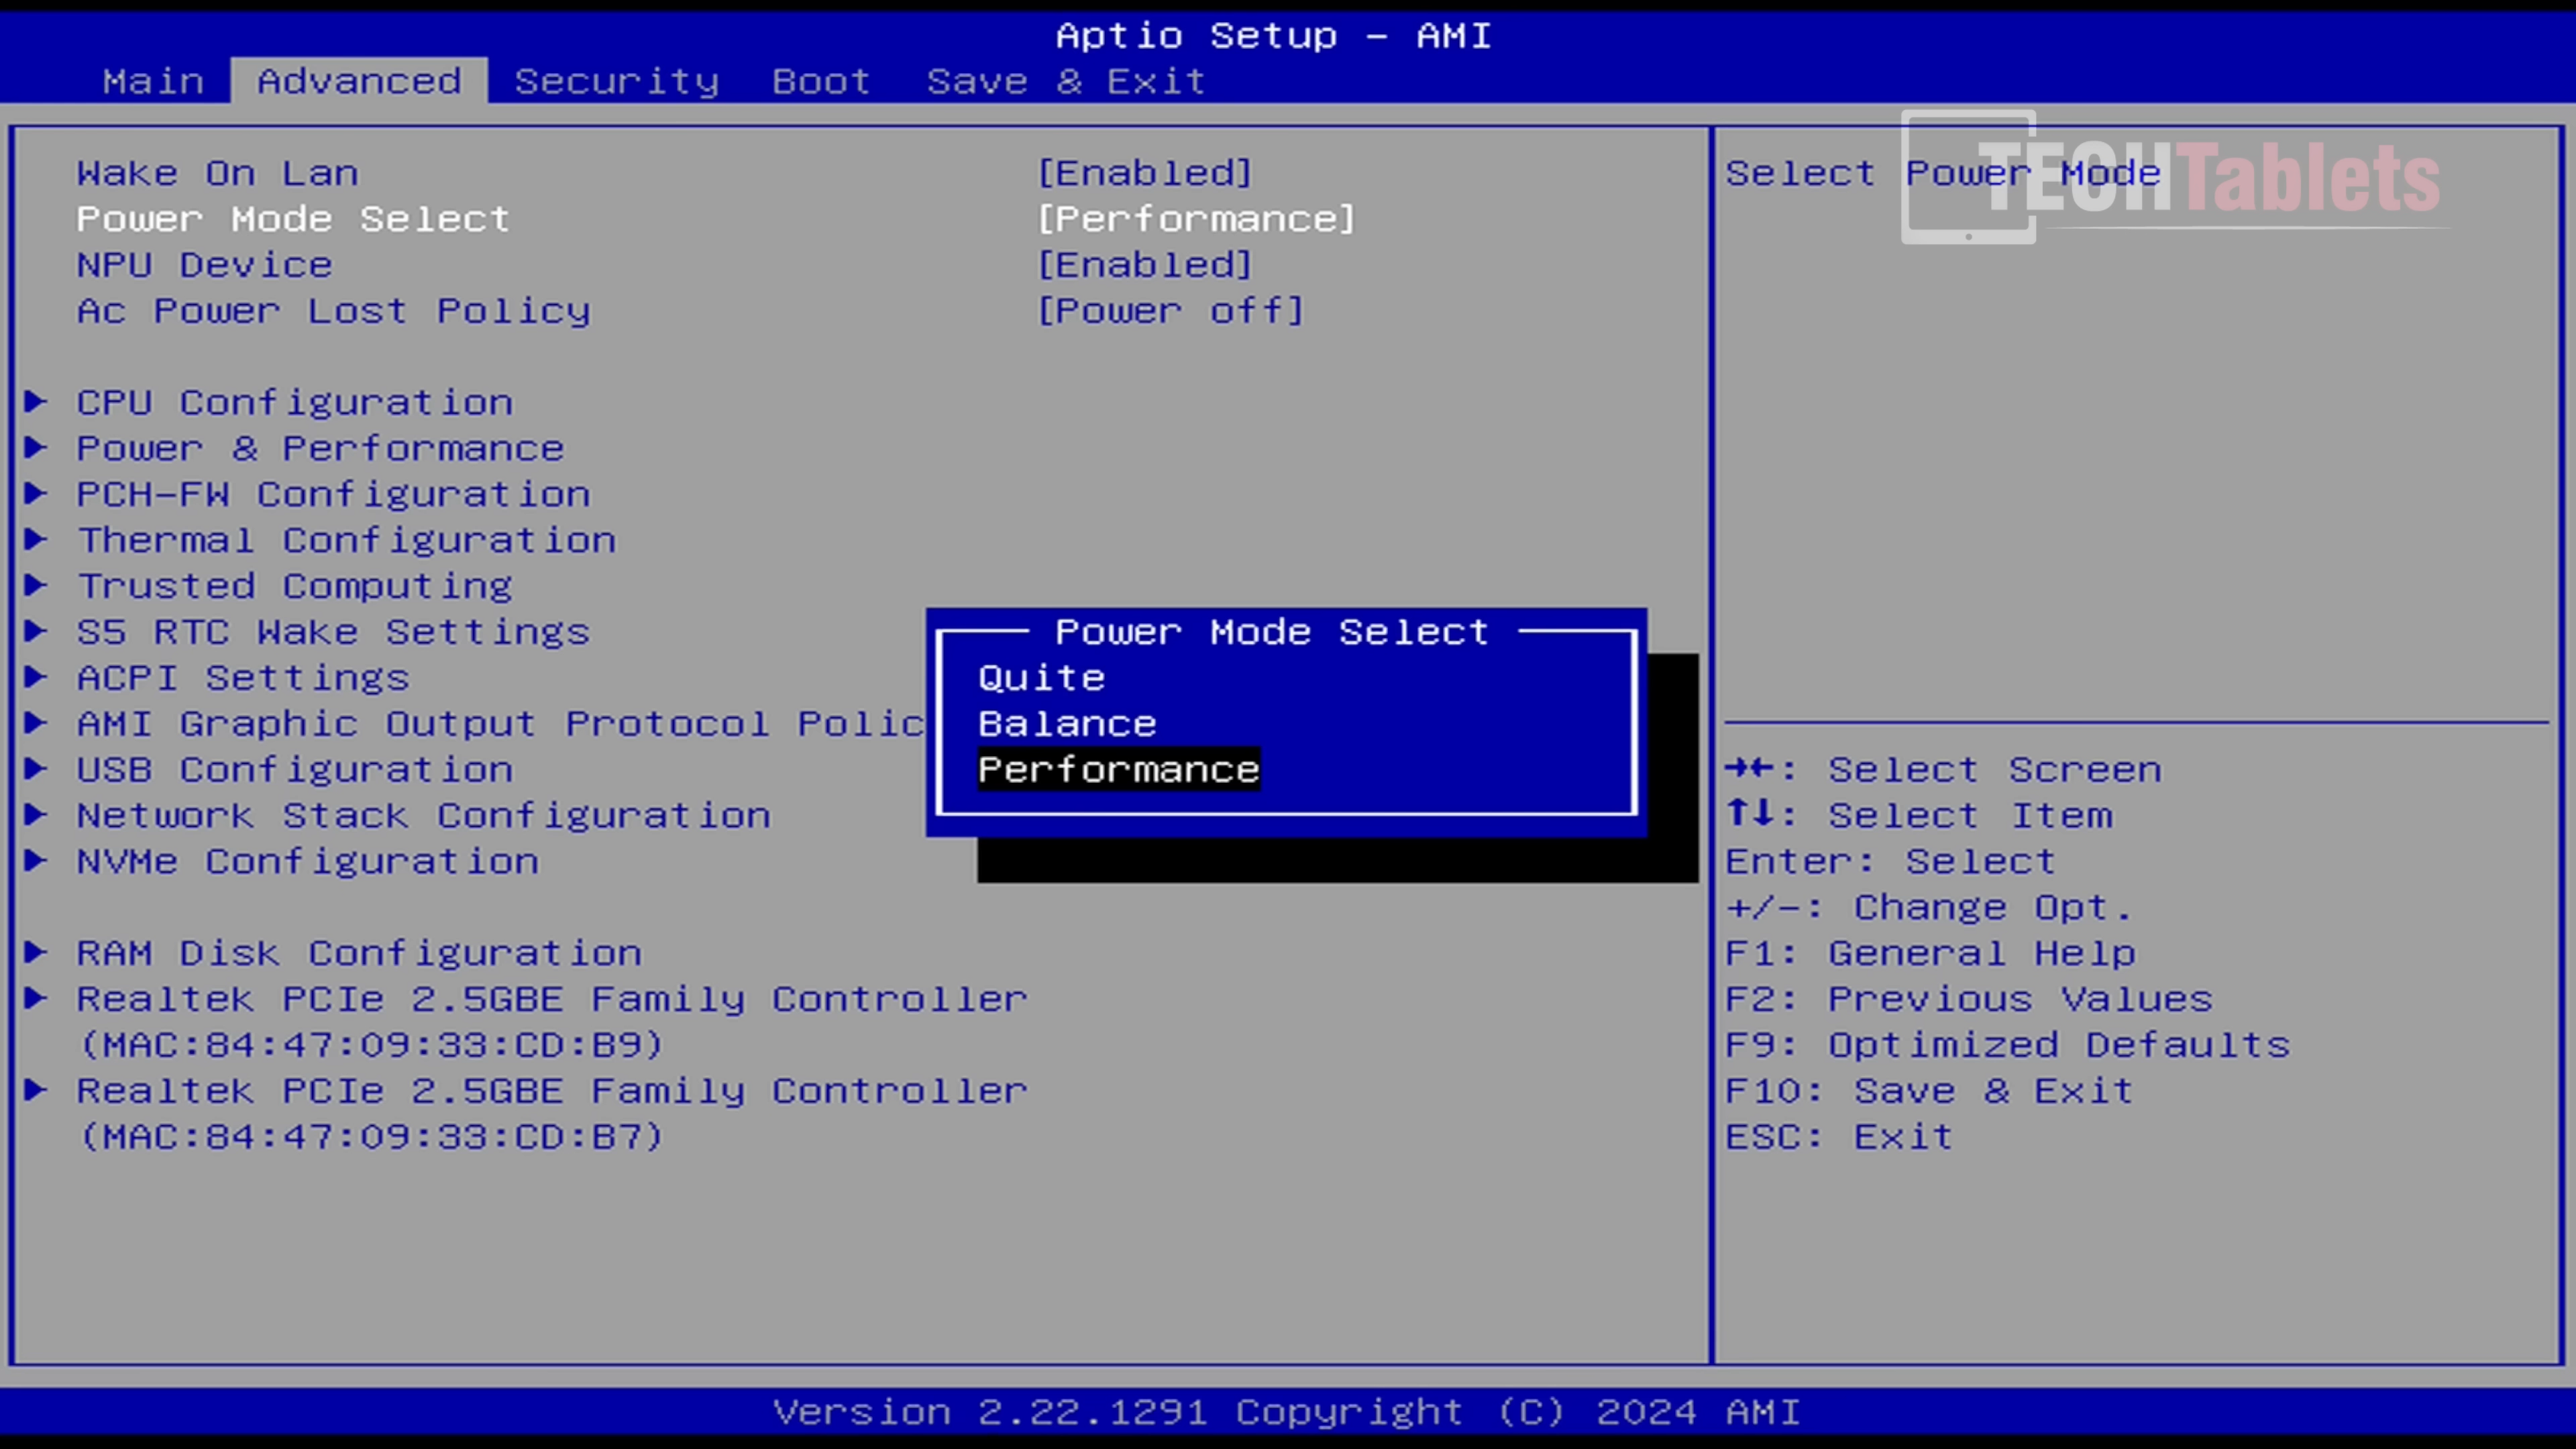 Aptio Setup - AMI
Main Advanced Security Boot Save & Exit
Wake On Lan [Enabled]
Power Mode Select [Performance]
NPU Device [Enabled]
Ac Power Lost Policy [Power off]
CPU Configuration
Power & Performance
PCH-FW Configuration
Thermal Configuration
Trusted Computing
S5 RTC Wake Settings
ACPI Settings
AMI Graphic Output Protocol Polic
USB Configuration
Network Stack Configuration
NVMe Configuration
RAM Disk Configuration
Realtek PCIe 2.5GBE Family Controller
(MAC:84:47:09:33:CD:B9)
Realtek PCIe 2.5GBE Family Controller
(MAC:84:47:09:33:CD:B7)
Power Mode Select
Quite
Balance
Performance
Select Power Mode
TECHTablets
→←: Select Screen
↑↓: Select Item
Enter: Select
+/-: Change Opt.
F1: General Help
F2: Previous Values
F9: Optimized Defaults
F10: Save & Exit
ESC: Exit
Version 2.22.1291 Copyright (C) 2024 AMI